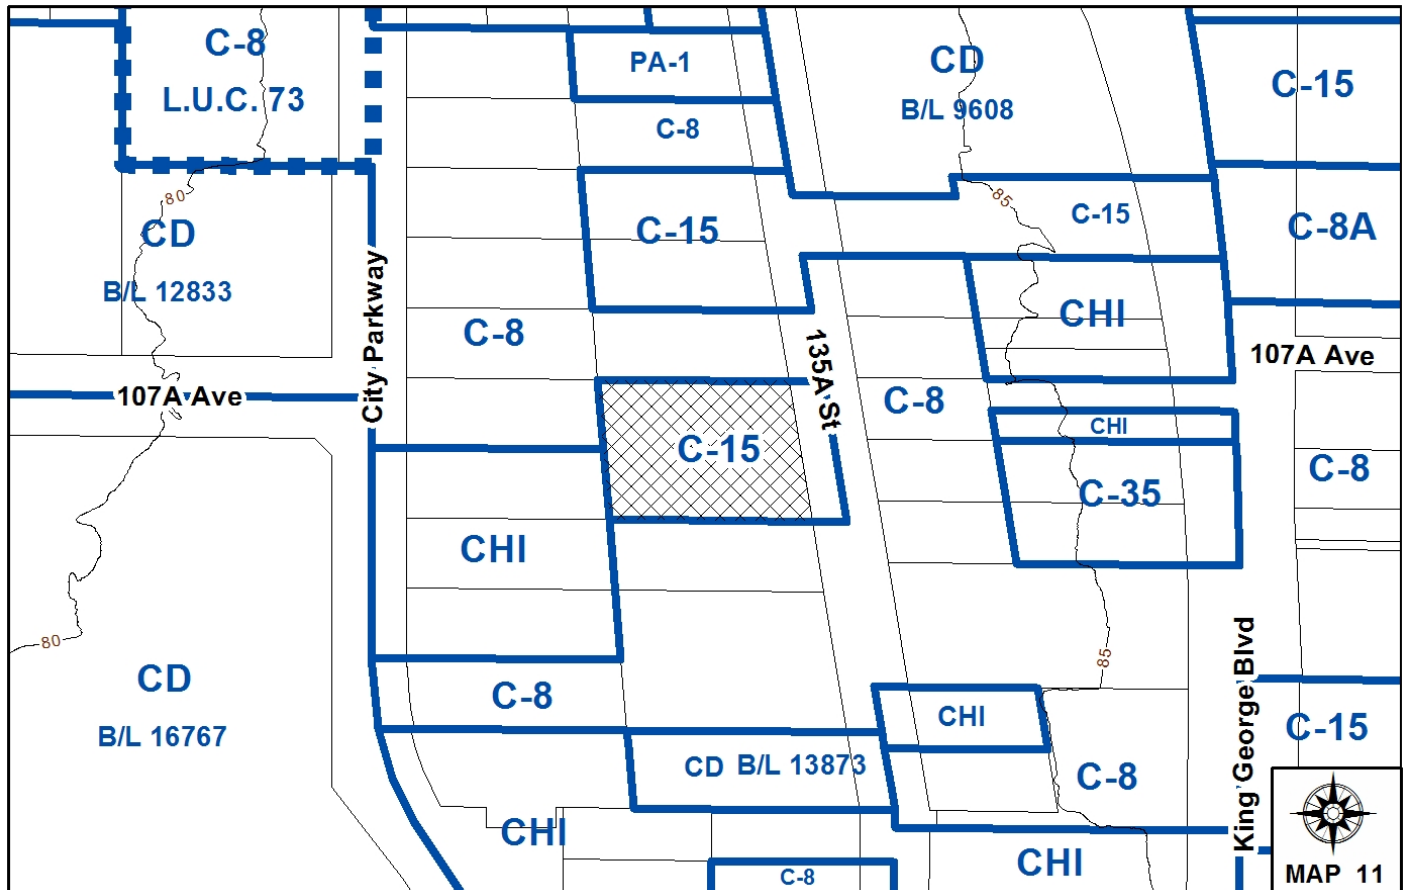 C-8
L.U.C. 73
PA-1
CD
B/L 9608
C-15
C-8
80
CD
B/L 12833
C-15
85
C-15
C-8A
City Parkway
C-8
135A St
CHI
107A Ave
107A Ave
C-8
C-15
CHI
C-35
C-8
CHI
80
CD
B/L 16767
C-8
85
CHI
King George Blvd
C-15
CD B/L 13873
C-8
CHI
C-8
CHI
MAP 11